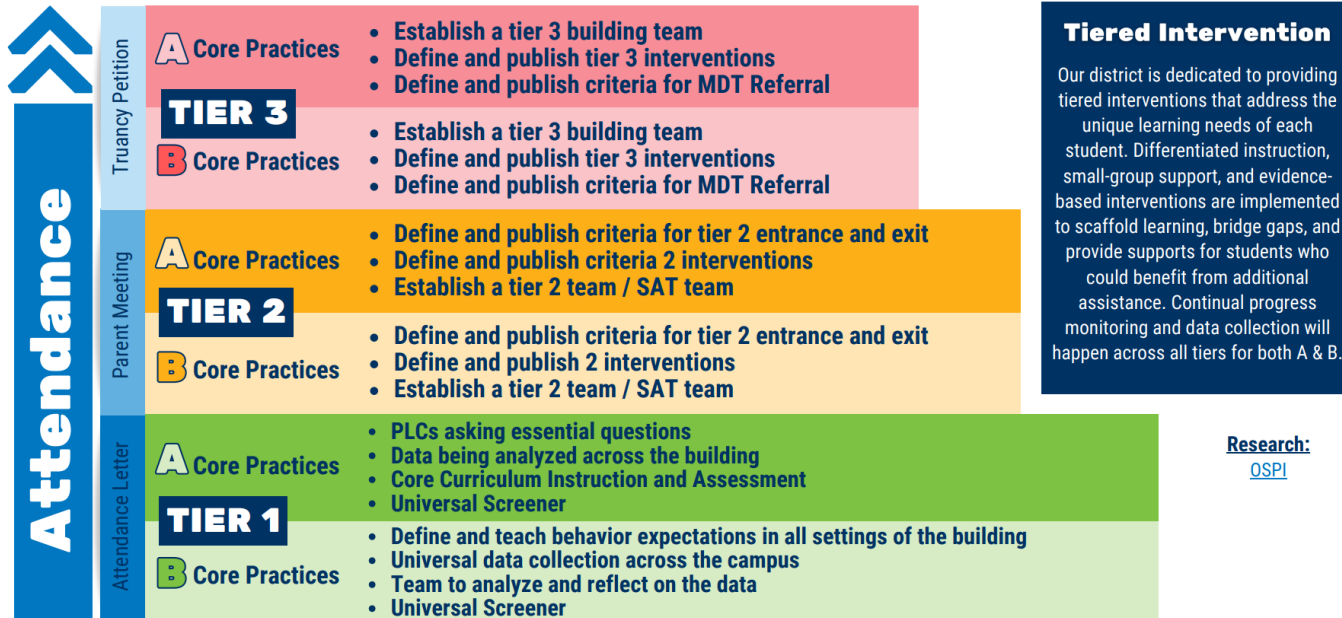 Attendance
Truancy Petition
A Core Practices
• Establish a tier 3 building team
• Define and publish tier 3 interventions
• Define and publish criteria for MDT Referral
TIER 3
B Core Practices
• Establish a tier 3 building team
• Define and publish tier 3 interventions
• Define and publish criteria for MDT Referral
Parent Meeting
A Core Practices
• Define and publish criteria for tier 2 entrance and exit
• Define and publish criteria 2 interventions
• Establish a tier 2 team / SAT team
TIER 2
B Core Practices
• Define and publish criteria for tier 2 entrance and exit
• Define and publish 2 interventions
• Establish a tier 2 team / SAT team
Attendance Letter
A Core Practices
• PLCs asking essential questions
• Data being analyzed across the building
• Core Curriculum Instruction and Assessment
• Universal Screener
TIER 1
B Core Practices
• Define and teach behavior expectations in all settings of the building
• Universal data collection across the campus
• Team to analyze and reflect on the data
• Universal Screener
Tiered Intervention
Our district is dedicated to providing
tiered interventions that address the
unique learning needs of each
student. Differentiated instruction,
small-group support, and evidence-
based interventions are implemented
to scaffold learning, bridge gaps, and
provide supports for students who
could benefit from additional
assistance. Continual progress
monitoring and data collection will
happen across all tiers for both A & B.
Research:
OSPI